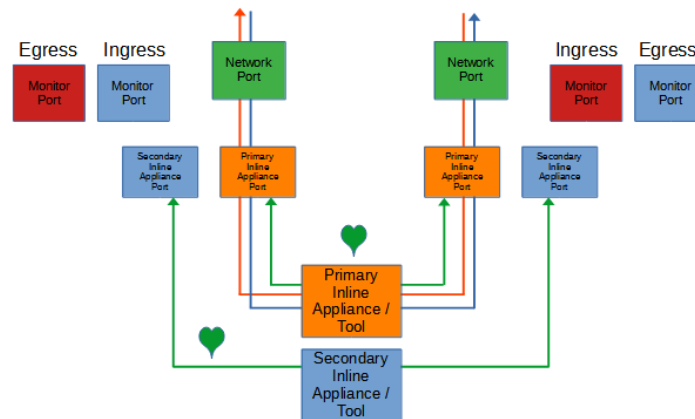 Egress
Ingress
Monitor
Port
Monitor
Port
Network
Port
Network
Port
Ingress
Egress
Monitor
Port
Monitor
Port
Secondary
Inline
Appliance
Port
Primary
Inline
Appliance
Port
Primary
Inline
Appliance
Port
Secondary
Inline
Appliance
Port
Primary
Inline
Appliance /
Tool
Secondary
Inline
Appliance /
Tool